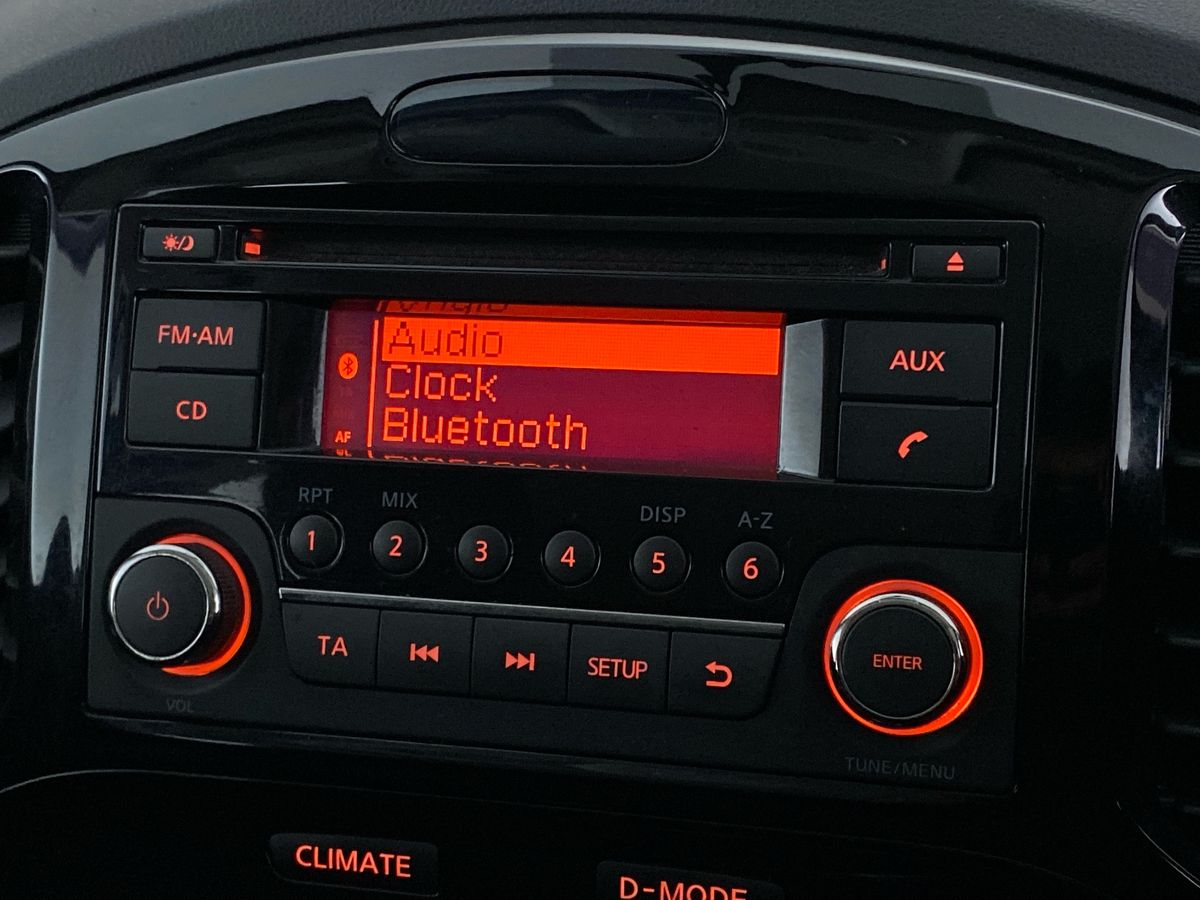 FM·AM
CD
Audio
Clock
Bluetooth
AF
AUX
RPT
MIX
DISP
A-Z
1
2
3
4
5
6
TA
SETUP
ENTER
VOL
TUNE/MENU
CLIMATE
D-MODE